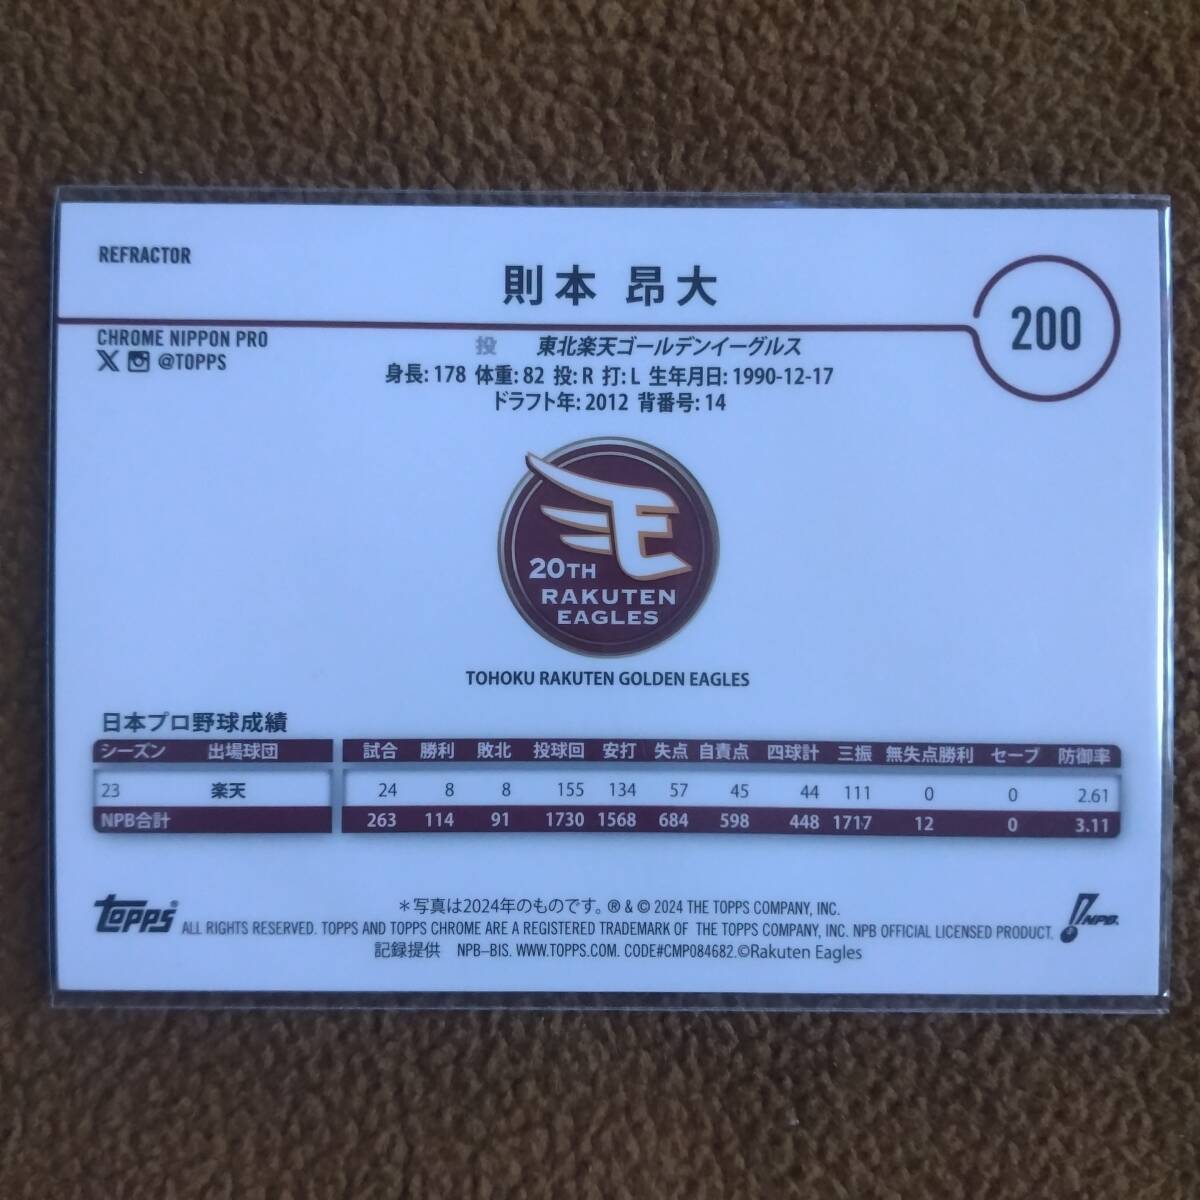 REFRACTOR
則本 昂大
200
CHROME NIPPON PRO
@TOPPS
投 東北楽天ゴールデンイーグルス
身長: 178 体重: 82 投: R 打: L 生年月日: 1990-12-17
ドラフト年: 2012 背番号: 14
20TH
RAKUTEN
EAGLES
TOHOKU RAKUTEN GOLDEN EAGLES
日本プロ野球成績
シーズン 出場球団 試合 勝利 敗北 投球回 安打 失点 自責点 四球計 三振 無失点勝利 セーブ 防御率
23 楽天 24 8 8 155 134 57 45 44 111 0 0 2.61
NPB合計 263 114 91 1730 1568 684 598 448 1717 12 0 3.11
＊写真は2024年のものです。® & © 2024 THE TOPPS COMPANY, INC.
Topps® ALL RIGHTS RESERVED. TOPPS AND TOPPS CHROME ARE A REGISTERED TRADEMARK OF THE TOPPS COMPANY, INC. NPB OFFICIAL LICENSED PRODUCT. NPB.
記録提供 NPB–BIS. WWW.TOPPS.COM. CODE#CMP084682.©Rakuten Eagles